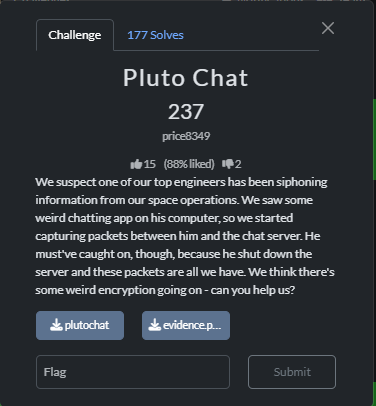 Challenge
177 Solves
Pluto Chat
237
price8349
15 (88% liked) 2
We suspect one of our top engineers has been siphoning
information from our space operations. We saw some
weird chatting app on his computer, so we started
capturing packets between him and the chat server. He
must've caught on, though, because he shut down the
server and these packets are all we have. We think there's
some weird encryption going on - can you help us?
plutochat
evidence.p...
Flag
Submit